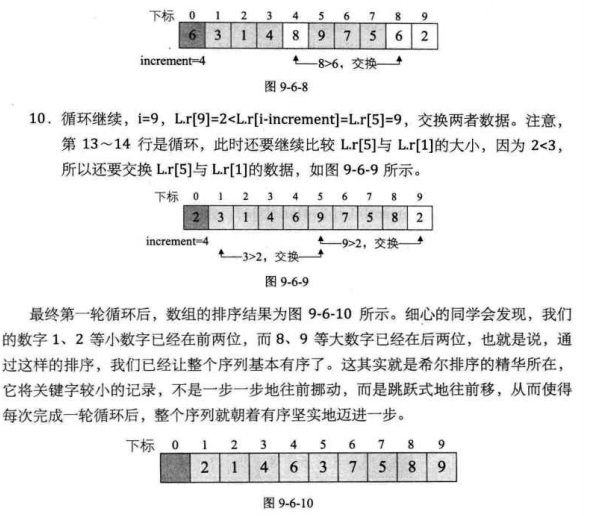 下标 0 1 2 3 4 5 6 7 8 9
6 3 1 4 8 9 7 5 6 2
increment=4 8>6，交换
图 9-6-8
10．循环继续，i=9，L.r[9]=2<L.r[i-increment]=L.r[5]=9，交换两者数据。注意，
第 13～14 行是循环，此时还要继续比较 L.r[5]与 L.r[1]的大小，因为 2<3，
所以还要交换 L.r[5]与 L.r[1]的数据，如图 9-6-9 所示。
下标 0 1 2 3 4 5 6 7 8 9
2 3 1 4 6 9 7 5 8 2
increment=4 9>2，交换
3>2，交换
图 9-6-9
最终第一轮循环后，数组的排序结果为图 9-6-10 所示。细心的同学会发现，我们
的数字 1、2 等小数字已经在前两位，而 8、9 等大数字已经在后两位，也就是说，通
过这样的排序，我们已经让整个序列基本有序了。这其实就是希尔排序的精华所在，
它将关键字较小的记录，不是一步一步地往前挪动，而是跳跃式地往前移，从而使得
每次完成一轮循环后，整个序列就朝着有序坚实地迈进一步。
下标 0 1 2 3 4 5 6 7 8 9
2 1 4 6 3 7 5 8 9
图 9-6-10